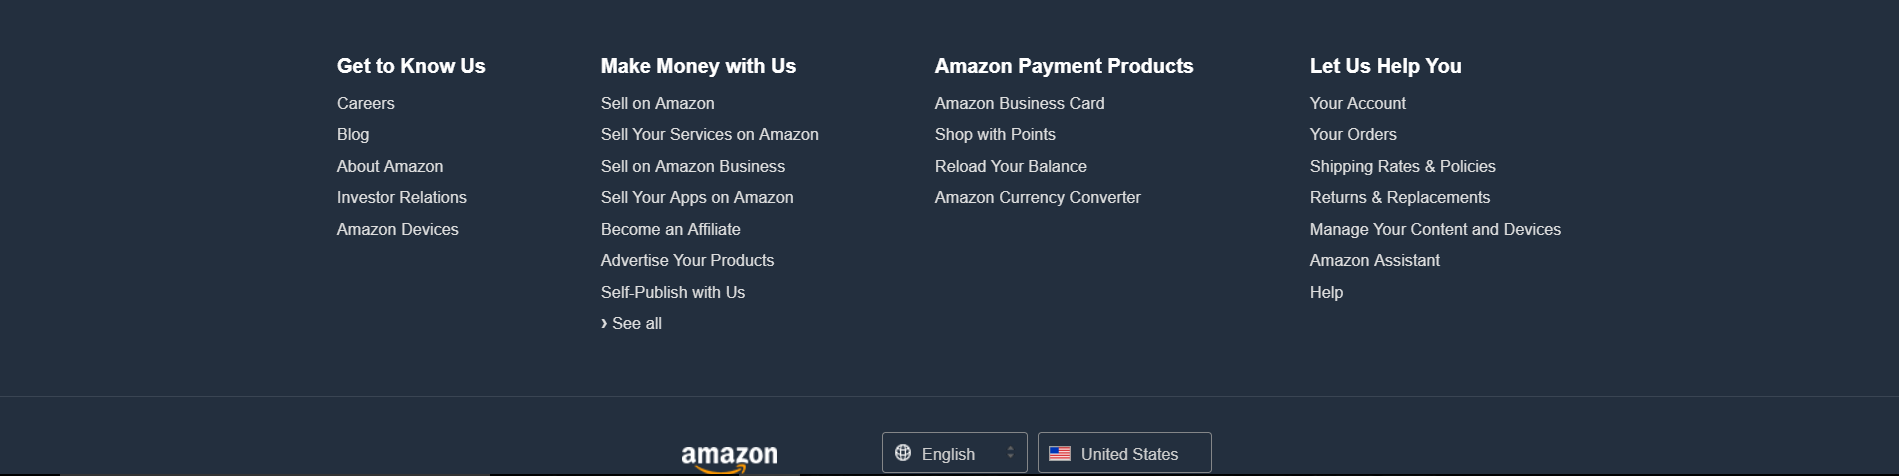 Get to Know Us
Careers
Blog
About Amazon
Investor Relations
Amazon Devices
Make Money with Us
Sell on Amazon
Sell Your Services on Amazon
Sell on Amazon Business
Sell Your Apps on Amazon
Become an Affiliate
Advertise Your Products
Self-Publish with Us
› See all
Amazon Payment Products
Amazon Business Card
Shop with Points
Reload Your Balance
Amazon Currency Converter
Let Us Help You
Your Account
Your Orders
Shipping Rates & Policies
Returns & Replacements
Manage Your Content and Devices
Amazon Assistant
Help
amazon
English
United States